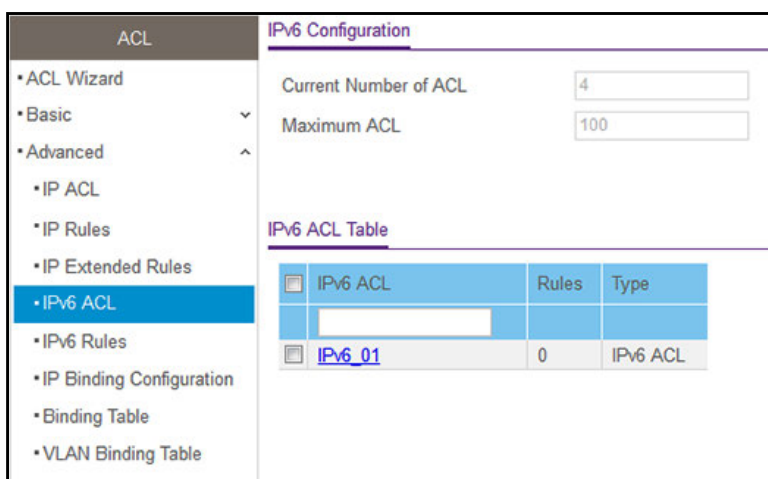 ACL
• ACL Wizard
• Basic
• Advanced
• IP ACL
• IP Rules
• IP Extended Rules
• IPv6 ACL
• IPv6 Rules
• IP Binding Configuration
• Binding Table
• VLAN Binding Table
IPv6 Configuration
Current Number of ACL 4
Maximum ACL 100
IPv6 ACL Table
IPv6 ACL Rules Type
IPv6_01 0 IPv6 ACL